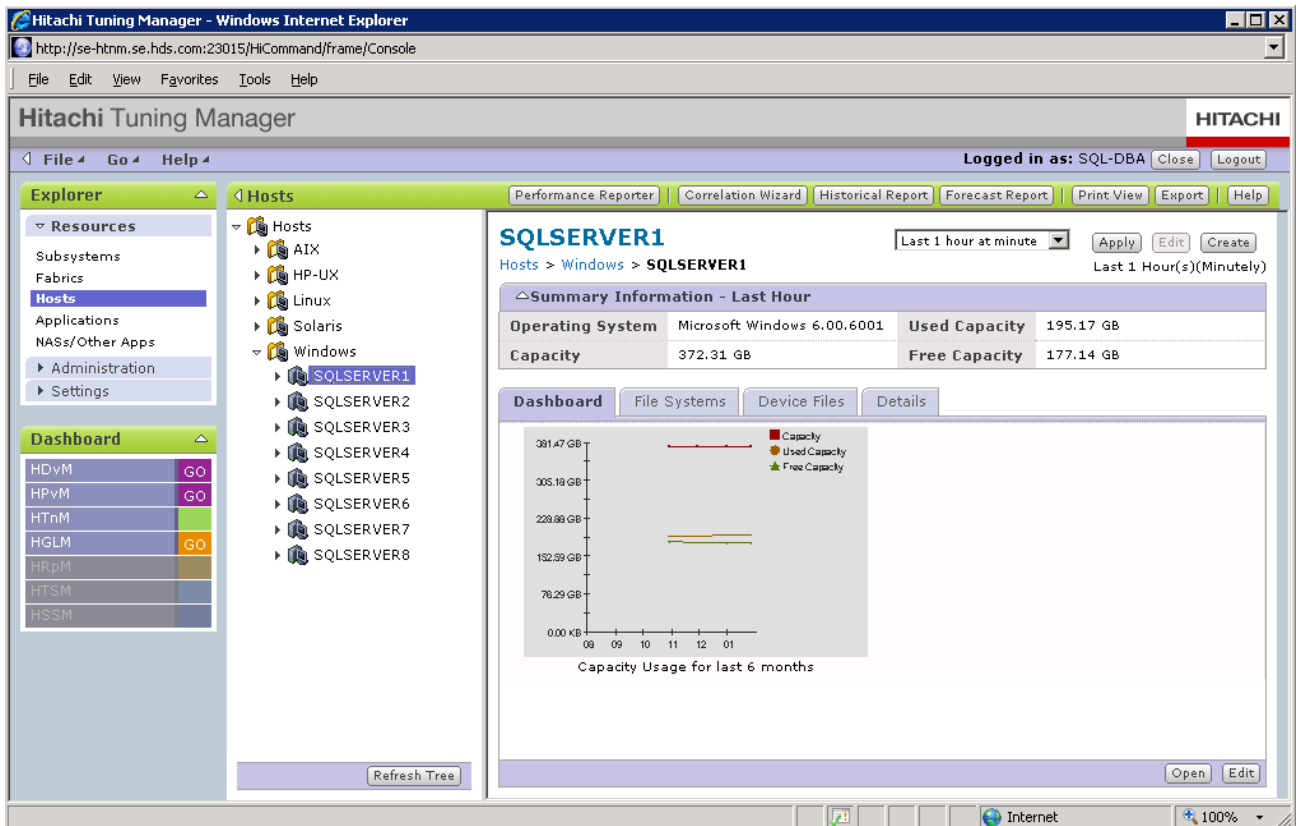 Hitachi Tuning Manager - Windows Internet Explorer
http://se-htnm.se.hds.com:23015/HiCommand/frame/Console
File Edit View Favorites Tools Help
Hitachi Tuning Manager
HITACHI
File Go Help
Logged in as: SQL-DBA Close Logout
Explorer
Resources
Subsystems
Fabrics
Hosts
Applications
NASs/Other Apps
Administration
Settings
Dashboard
HDvM GO
HPvM GO
HTnM
HGLM GO
HRpM
HTSM
HSSM
Hosts
Performance Reporter | Correlation Wizard Historical Report Forecast Report | Print View Export | Help
Hosts
AIX
HP-UX
Linux
Solaris
Windows
SQLSERVER1
SQLSERVER2
SQLSERVER3
SQLSERVER4
SQLSERVER5
SQLSERVER6
SQLSERVER7
SQLSERVER8
Refresh Tree
SQLSERVER1
Last 1 hour at minute Apply Edit Create
Hosts > Windows > SQLSERVER1
Last 1 Hour(s)(Minutely)
Summary Information - Last Hour
Operating System Microsoft Windows 6.00.6001 Used Capacity 195.17 GB
Capacity 372.31 GB Free Capacity 177.14 GB
Dashboard File Systems Device Files Details
381.47 GB
305.18 GB
228.88 GB
152.59 GB
76.29 GB
0.00 KB
08 09 10 11 12 01
Capacity
Used Capacity
Free Capacity
Capacity Usage for last 6 months
Open Edit
Internet
100%